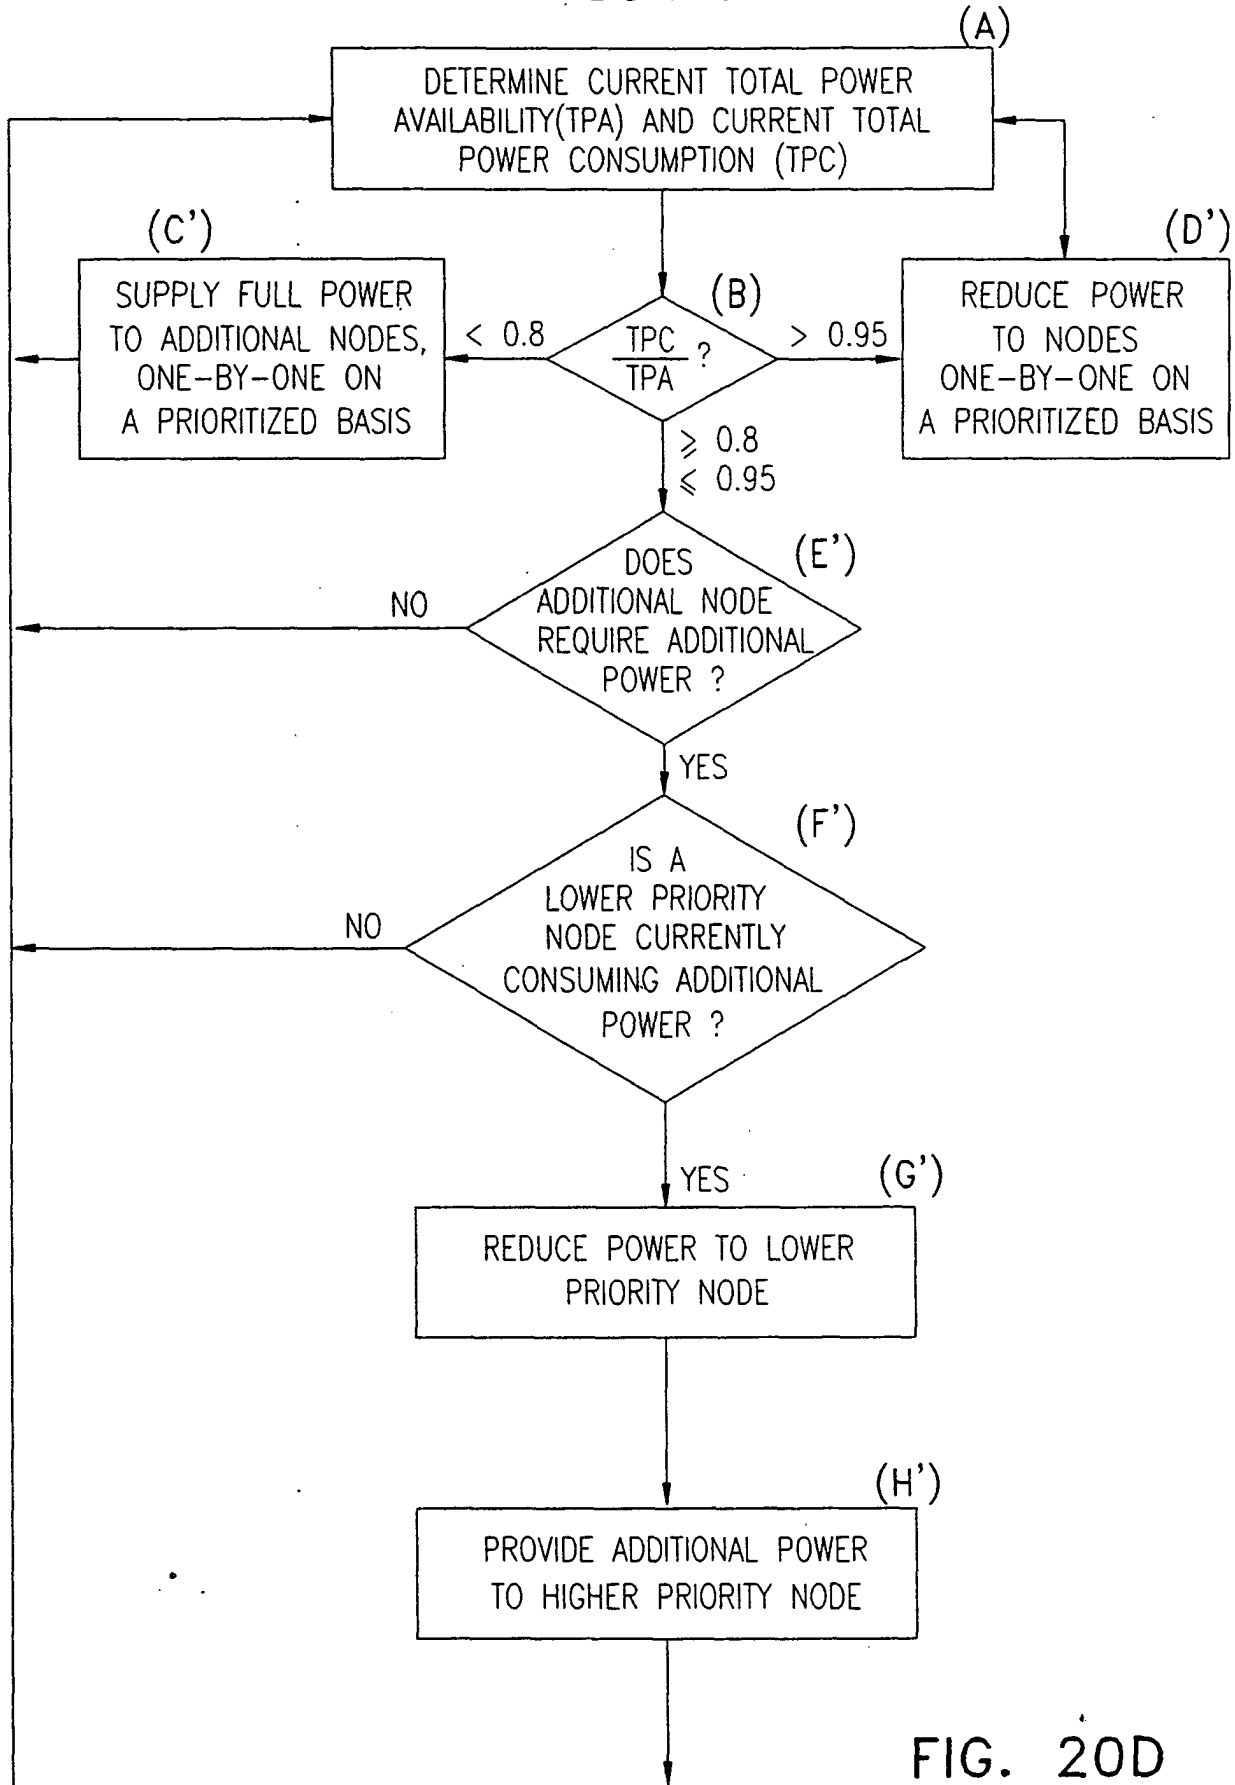 (A)
DETERMINE CURRENT TOTAL POWER
AVAILABILITY(TPA) AND CURRENT TOTAL
POWER CONSUMPTION (TPC)
(C')
SUPPLY FULL POWER
TO ADDITIONAL NODES,
ONE-BY-ONE ON
A PRIORITIZED BASIS
< 0.8
(B)
TPC
TPA
?
> 0.95
(D')
REDUCE POWER
TO NODES
ONE-BY-ONE ON
A PRIORITIZED BASIS
⩾ 0.8
⩽ 0.95
(E')
DOES
ADDITIONAL NODE
REQUIRE ADDITIONAL
POWER ?
NO
YES
(F')
IS A
LOWER PRIORITY
NODE CURRENTLY
CONSUMING ADDITIONAL
POWER ?
NO
YES
(G')
REDUCE POWER TO LOWER
PRIORITY NODE
(H')
PROVIDE ADDITIONAL POWER
TO HIGHER PRIORITY NODE
FIG. 20D